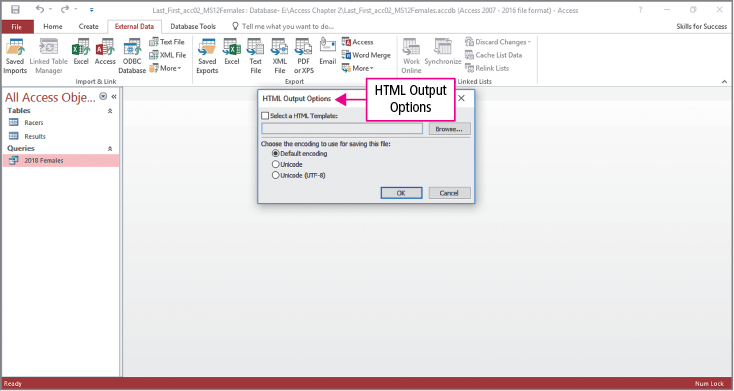 Last_First_acc02_MS12Females : Database- E:\Access Chapter 2\Last_First_acc02_MS12Females.accdb (Access 2007 - 2016 file format) - Access
?
File
Home
Create
External Data
Database Tools
Tell me what you want to do...
Skills for Success
Saved Imports
Linked Table Manager
Excel
Access
ODBC Database
Text File
XML File
More
Import & Link
Saved Exports
Excel
Text File
XML File
PDF or XPS
Email
Access
Word Merge
More
Export
Work Online
Synchronize
Discard Changes
Cache List Data
Relink Lists
Web Linked Lists
All Access Obje...
Tables
Racers
Results
Queries
2018 Females
HTML Output Options
Select a HTML Template:
Browse...
Choose the encoding to use for saving this file:
Default encoding
Unicode
Unicode (UTF-8)
OK
Cancel
HTML Output
Options
Ready
Num Lock